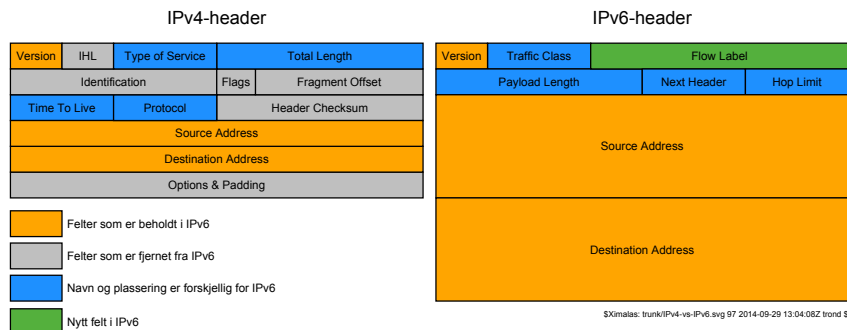 IPv4-header
Version IHL Type of Service Total Length
Identification Flags Fragment Offset
Time To Live Protocol Header Checksum
Source Address
Destination Address
Options & Padding
Felter som er beholdt i IPv6
Felter som er fjernet fra IPv6
Navn og plassering er forskjellig for IPv6
Nytt felt i IPv6
IPv6-header
Version Traffic Class Flow Label
Payload Length Next Header Hop Limit
Source Address
Destination Address
$Ximalas: trunk/IPv4-vs-IPv6.svg 97 2014-09-29 13:04:08Z trond $